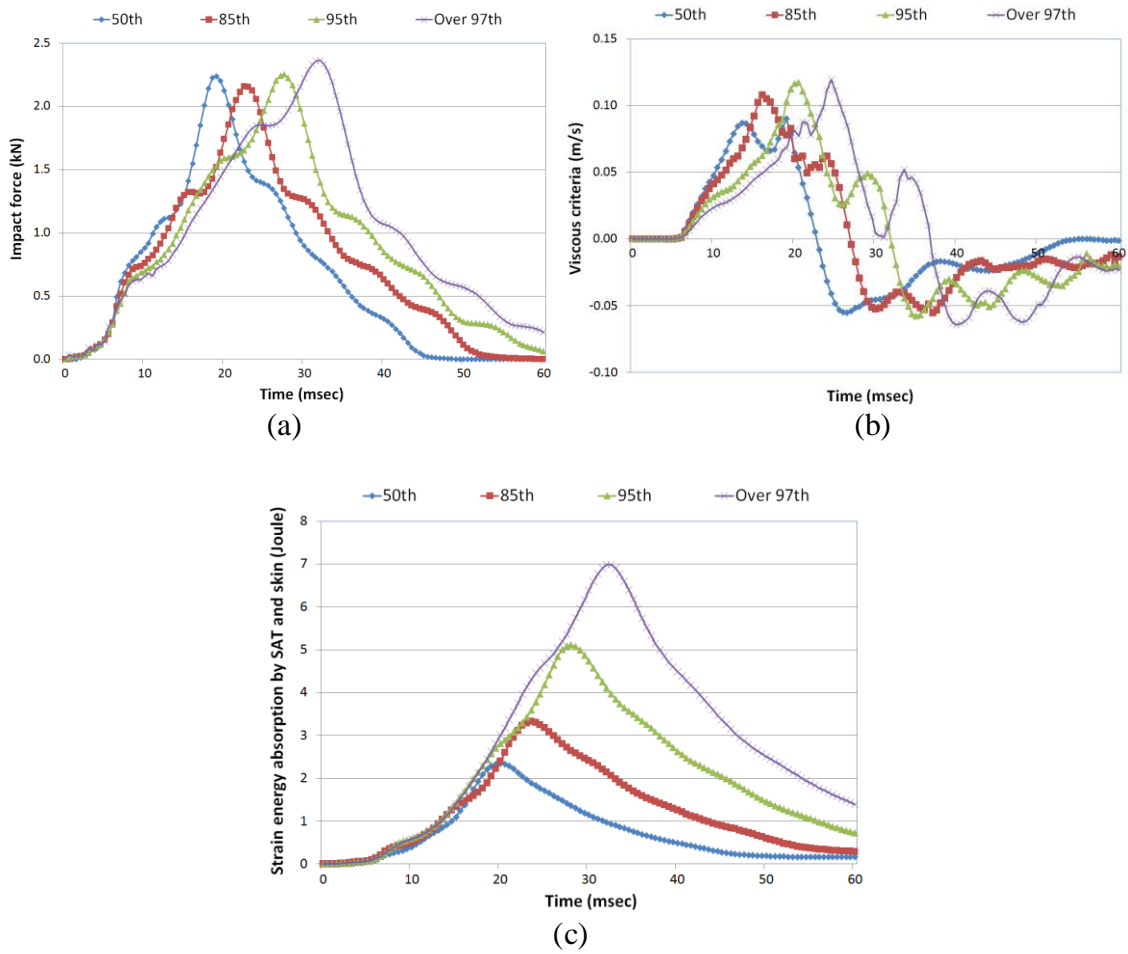 50th 85th 95th Over 97th
Impact force (kN)
2.5
2.0
1.5
1.0
0.5
0.0
0 10 20 30 40 50 60
Time (msec)
(a)
50th 85th 95th Over 97th
Viscous criteria (m/s)
0.15
0.10
0.05
0.00
-0.05
-0.10
0 10 20 30 40 50 60
Time (msec)
(b)
50th 85th 95th Over 97th
Strain energy absorption by SAT and skin (Joule)
8
7
6
5
4
3
2
1
0
0 10 20 30 40 50 60
Time (msec)
(c)